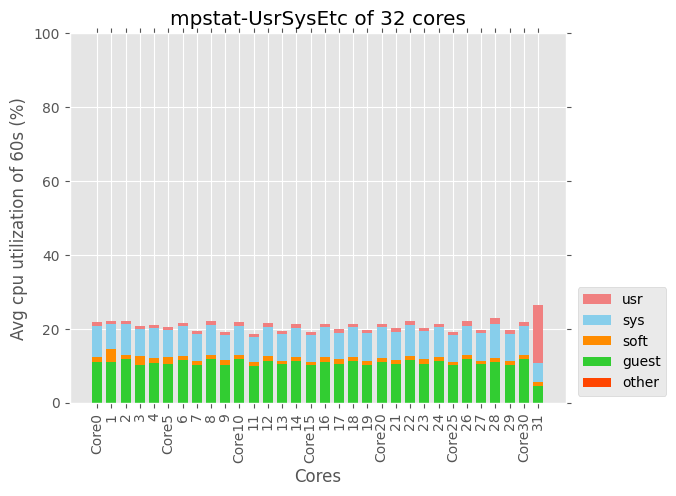 mpstat-UsrSysEtc of 32 cores
Avg cpu utilization of 60s (%)
100
80
60
40
20
0
usr
sys
soft
guest
other
Core0
1
2
3
4
Core5
6
7
8
9
Core10
11
12
13
14
Core15
16
17
18
19
Core20
21
22
23
24
Core25
26
27
28
29
Core30
31
Cores